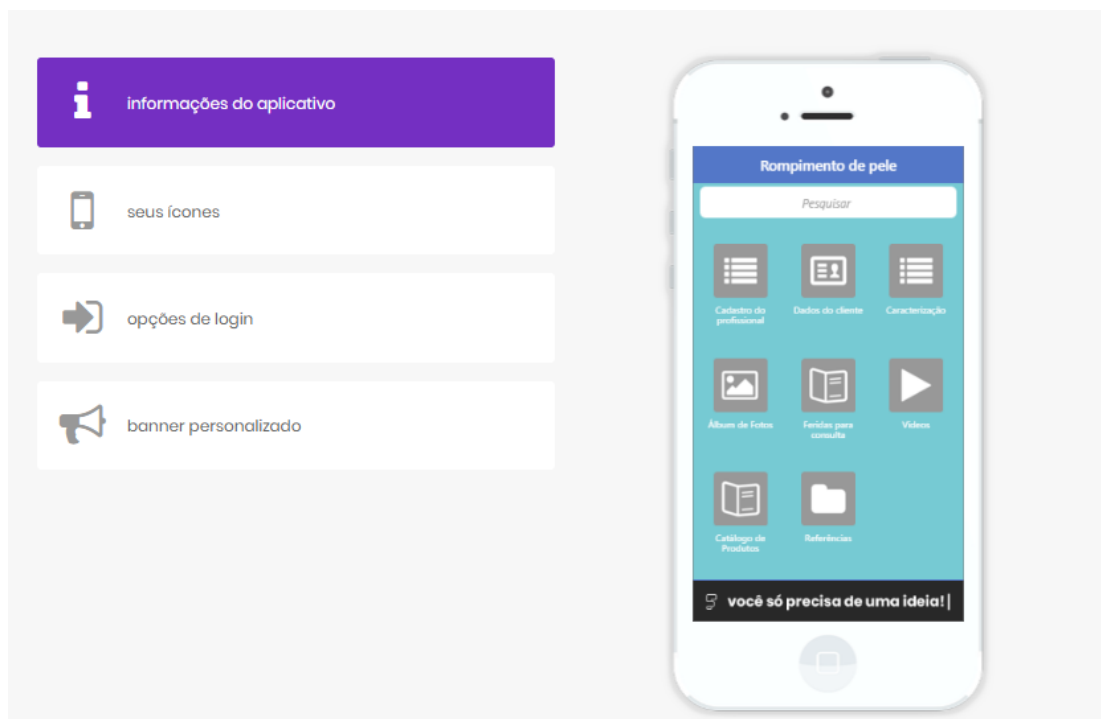 informações do aplicativo
seus ícones
opções de login
banner personalizado
Rompimento de pele
Pesquisar
Cadastro do
profissional
Dados do cliente
Caracterização
Álbum de Fotos
Feridas para
consulta
Vídeos
Catálogo de
Produtos
Referências
você só precisa de uma ideia!|